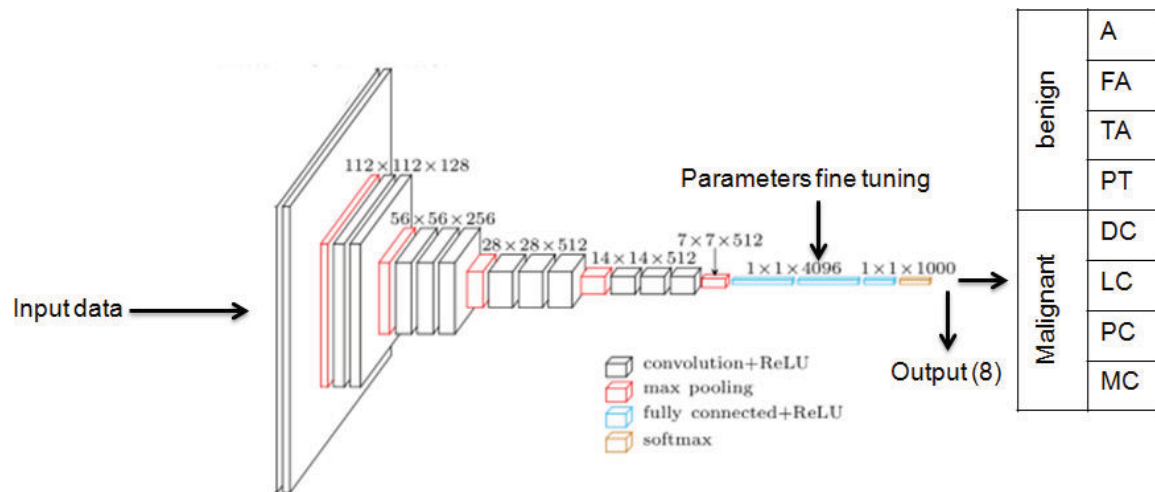 112 × 112 × 128
56 × 56 × 256
28 × 28 × 512
14 × 14 × 512
7 × 7 × 512
1 × 1 × 4096
1 × 1 × 1000
Input data
Parameters fine tuning
Output (8)
convolution+ReLU
max pooling
fully connected+ReLU
softmax
benign
A
FA
TA
PT
Malignant
DC
LC
PC
MC